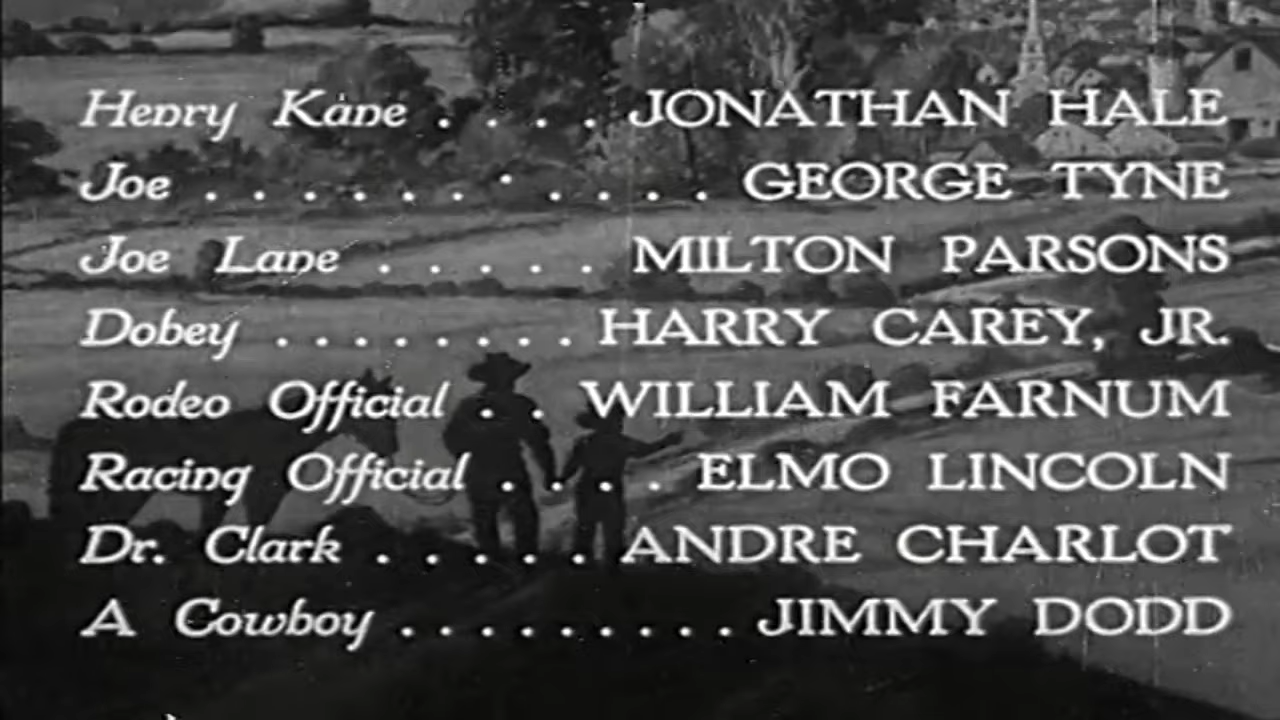 Henry Kane . . . . JONATHAN HALE
Joe . . . . . . . . . . . GEORGE TYNE
Joe Lane . . . . . MILTON PARSONS
Dobey . . . . . . . . HARRY CAREY, JR.
Rodeo Official . . WILLIAM FARNUM
Racing Official . . . . ELMO LINCOLN
Dr. Clark . . . . . ANDRE CHARLOT
A Cowboy . . . . . . . . . JIMMY DODD